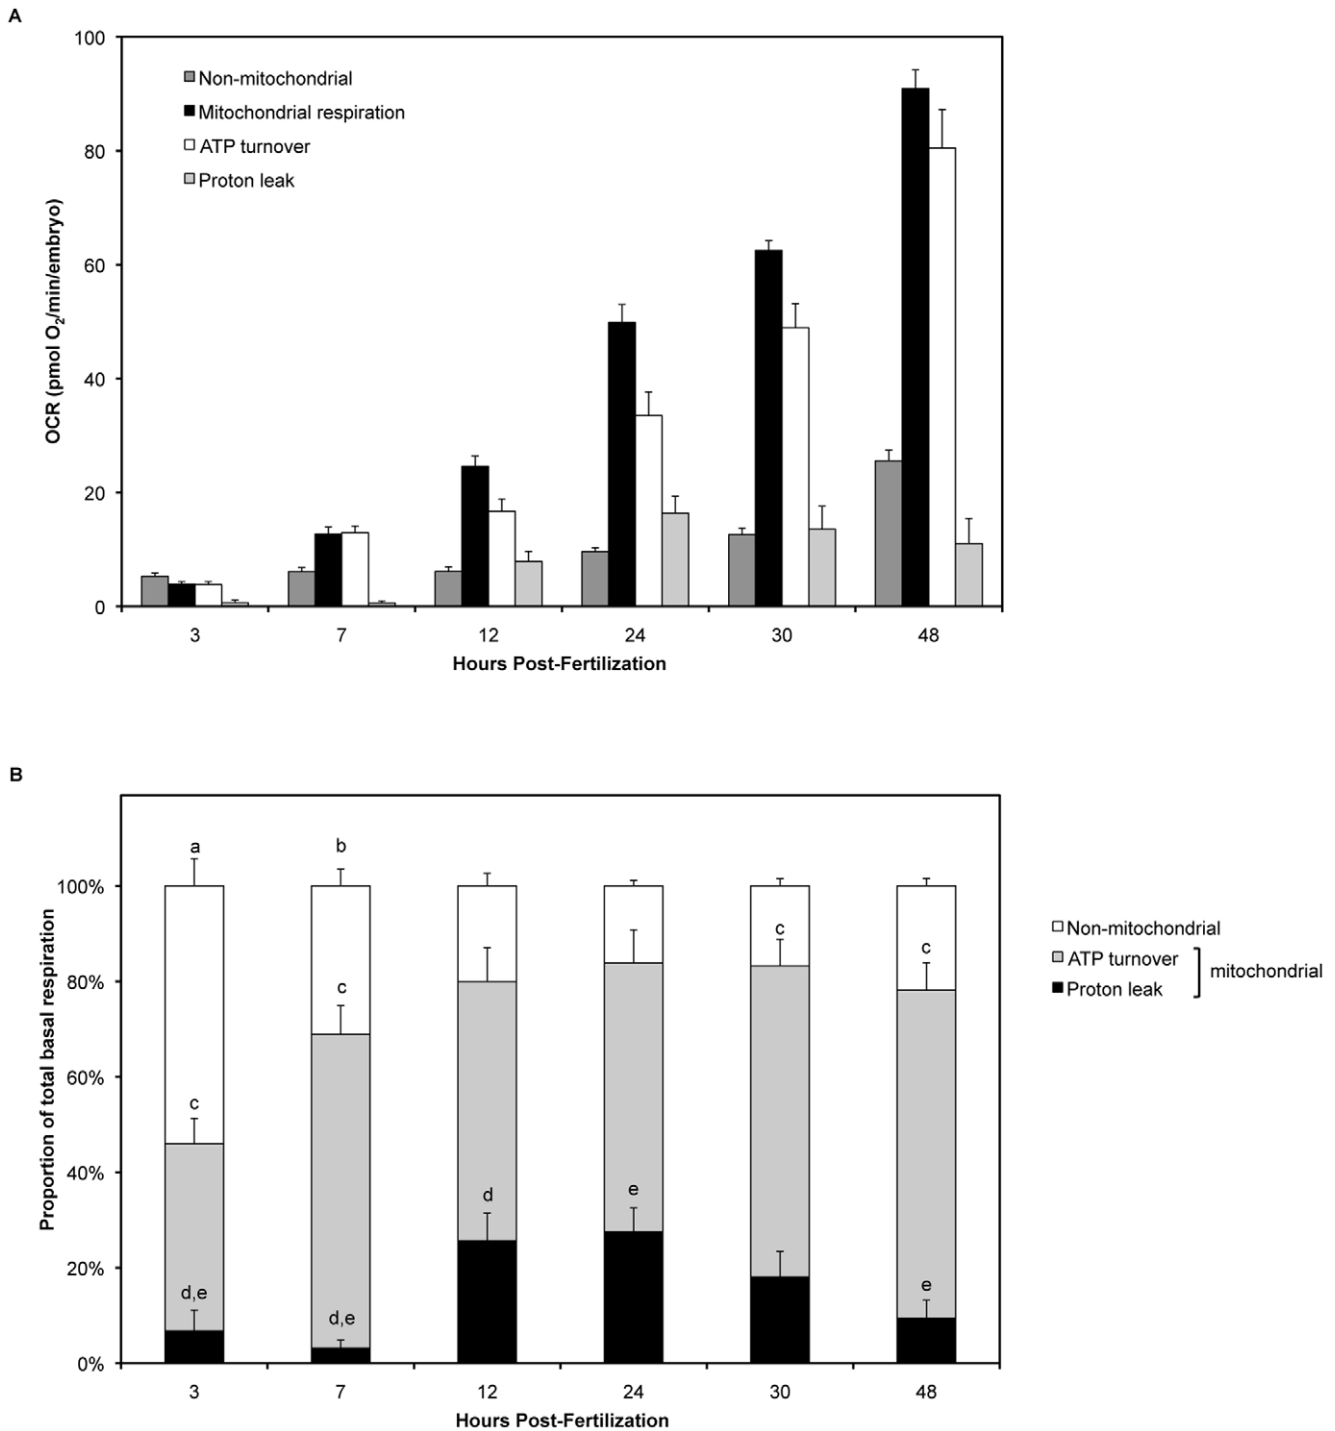 A
100
80
60
40
20
0
OCR (pmol O2/min/embryo)
Non-mitochondrial
Mitochondrial respiration
ATP turnover
Proton leak
3 7 12 24 30 48
Hours Post-Fertilization
B
100%
80%
60%
40%
20%
0%
Proportion of total basal respiration
a b
c c c c
d e
d,e d,e e
Non-mitochondrial
ATP turnover
Proton leak
mitochondrial
3 7 12 24 30 48
Hours Post-Fertilization